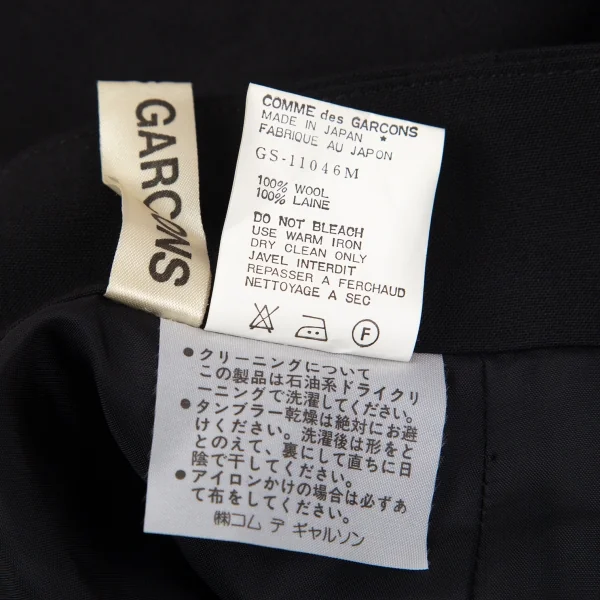 GARCONS
COMME des GARCONS
MADE IN JAPAN ★
FABRIQUE AU JAPON
GS-11046M
100% WOOL
100% LAINE
DO NOT BLEACH
USE WARM IRON
DRY CLEAN ONLY
JAVEL INTERDIT
REPASSER A FERCHAUD
NETTOYAGE A SEC
F
●クリーニングについて
この製品は石油系ドライクリ
ーニングで洗濯してください。
●タンブラー乾燥は絶対にお避
けください。洗濯後は形をと
とのえて、裏にして直ちに日
陰で干してください。
●アイロンかけの場合は必ずあ
て布をしてください。
㈱コム デ ギャルソン